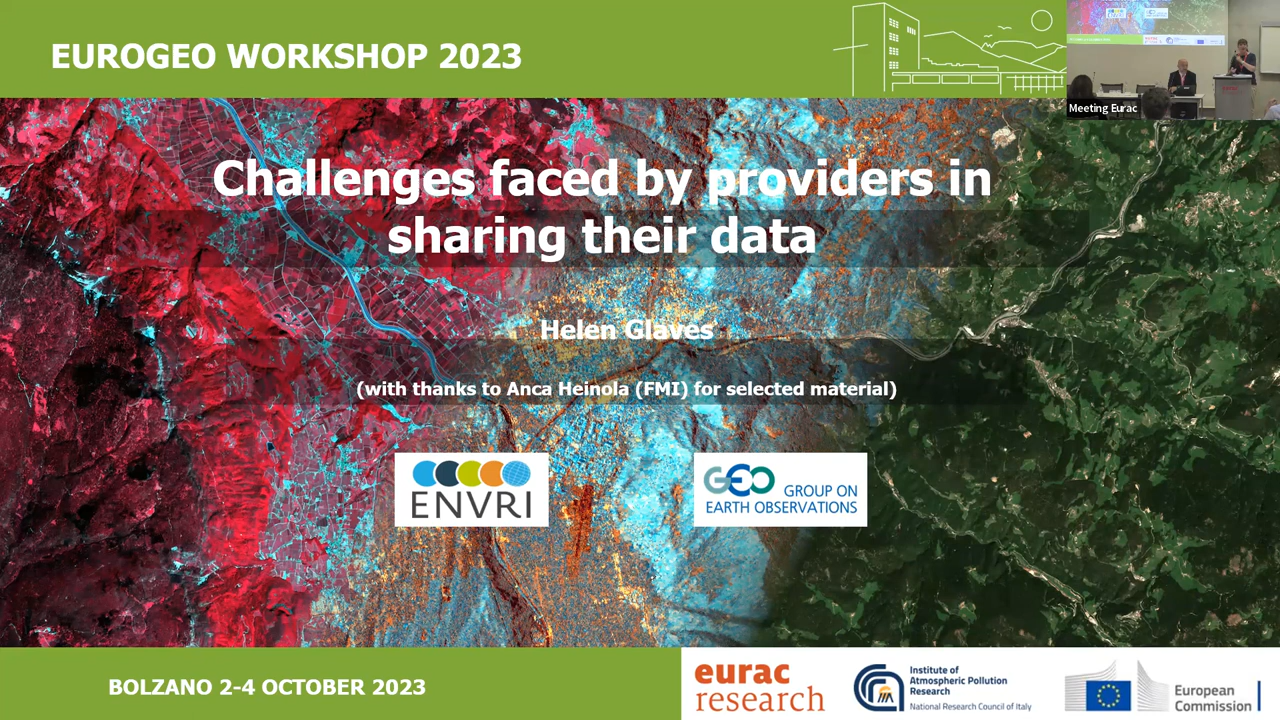 EUROGEO WORKSHOP 2023
Meeting Eurac
Challenges faced by providers in
sharing their data
Helen Glaves
(with thanks to Anca Heinola (FMI) for selected material)
ENVRI
GEO GROUP ON
EARTH OBSERVATIONS
BOLZANO 2-4 OCTOBER 2023
eurac
research
Institute of
Atmospheric Pollution
Research
National Research Council of Italy
European
Commission